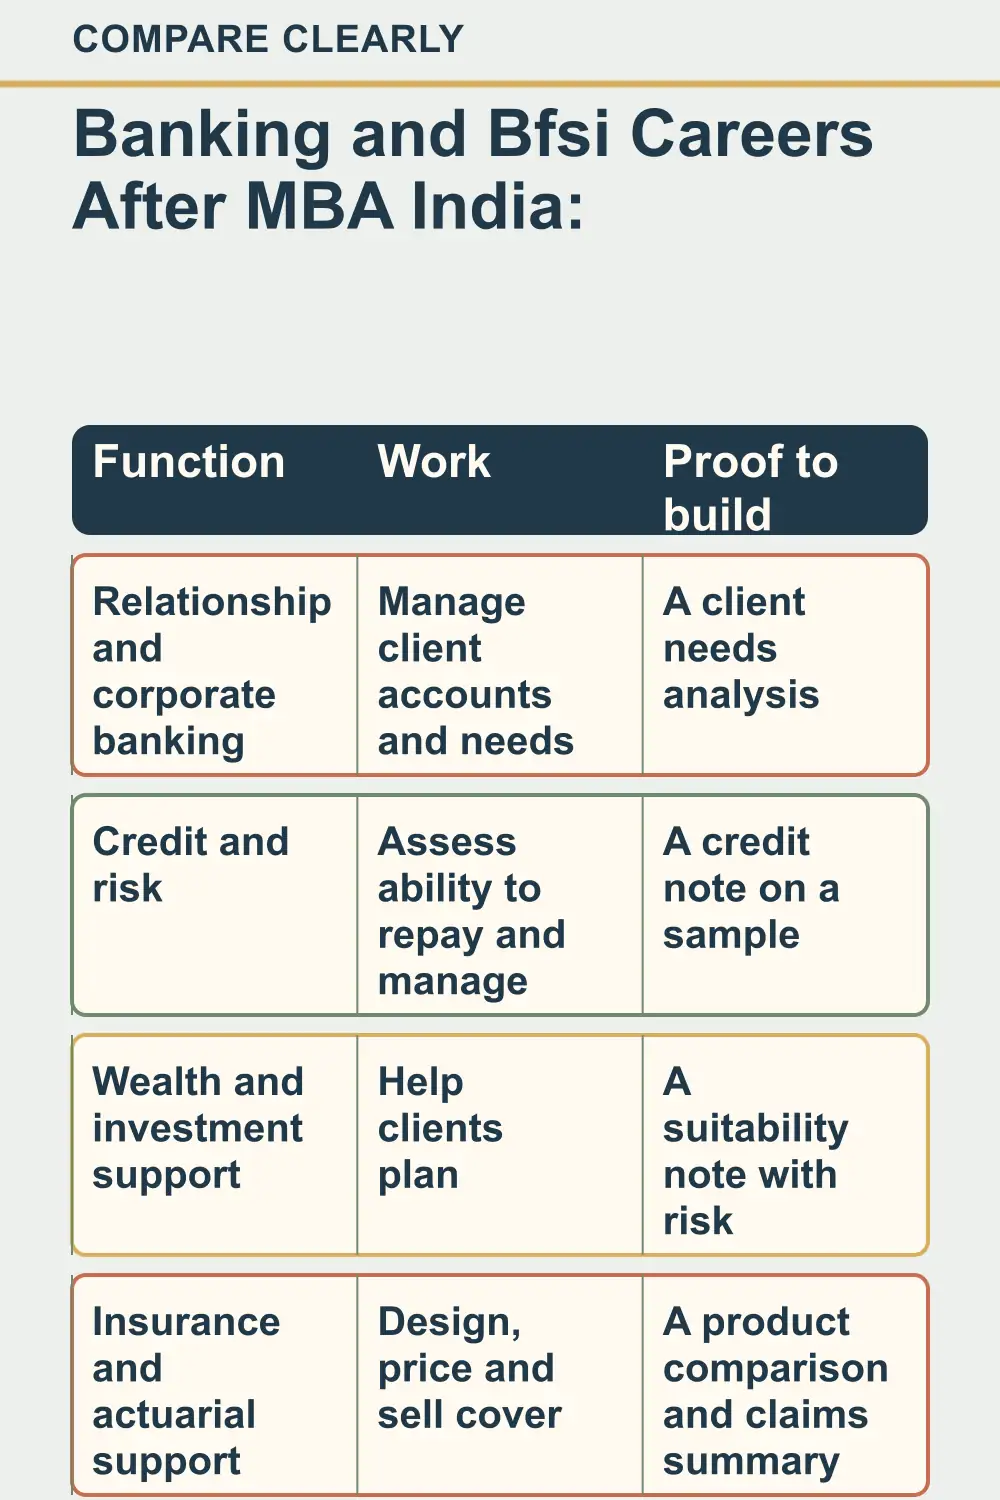 COMPARE CLEARLY
Banking and Bfsi Careers
After MBA India:
Function
Work
Proof to
build
Relationship
and
corporate
banking
Manage
client
accounts
and needs
A client
needs
analysis
Credit and
risk
Assess
ability to
repay and
manage
A credit
note on a
sample
Wealth and
investment
support
Help
clients
plan
A
suitability
note with
risk
Insurance
and
actuarial
support
Design,
price and
sell cover
A product
comparison
and claims
summary